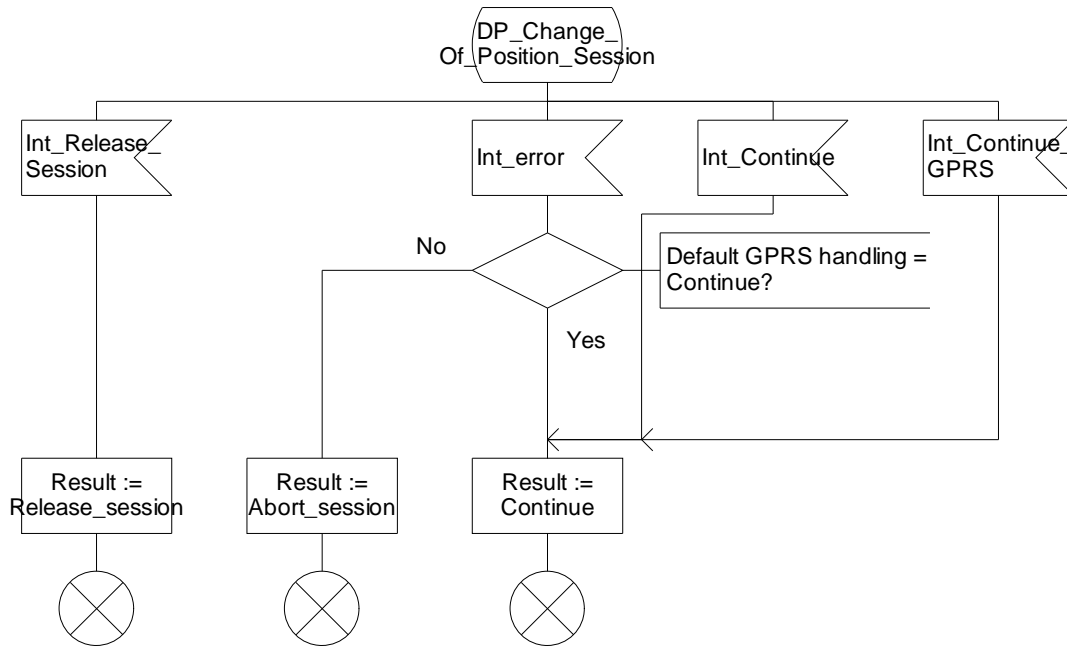 DP_Change_
Of_Position_Session
Int_Release_
Session
Int_error
Int_Continue
Int_Continue_
GPRS
No
Default GPRS handling =
Continue?
Yes
Result :=
Release_session
Result :=
Abort_session
Result :=
Continue